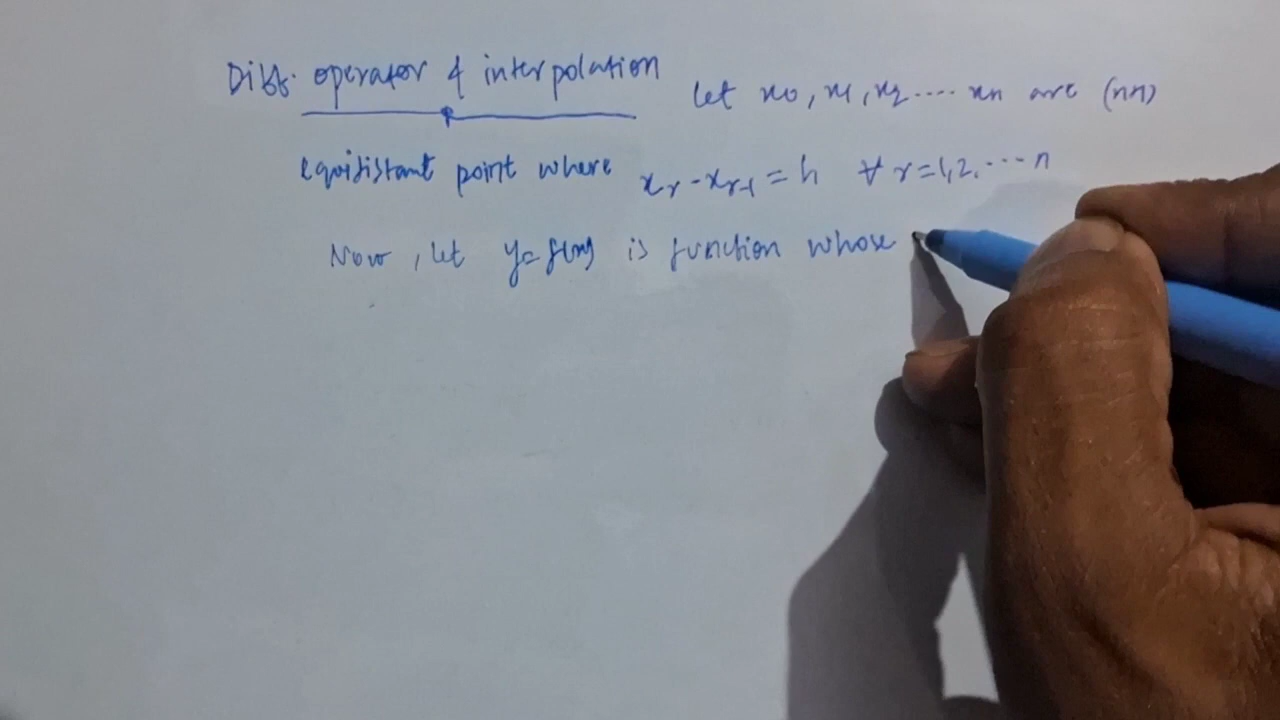 Diff. operator & interpolation
let x0, x1, x2 .... xn are (n+1)
equidistant point where xr - xr-1 = h ∀ r=1,2,...n
Now, let y=f(x) is function whose